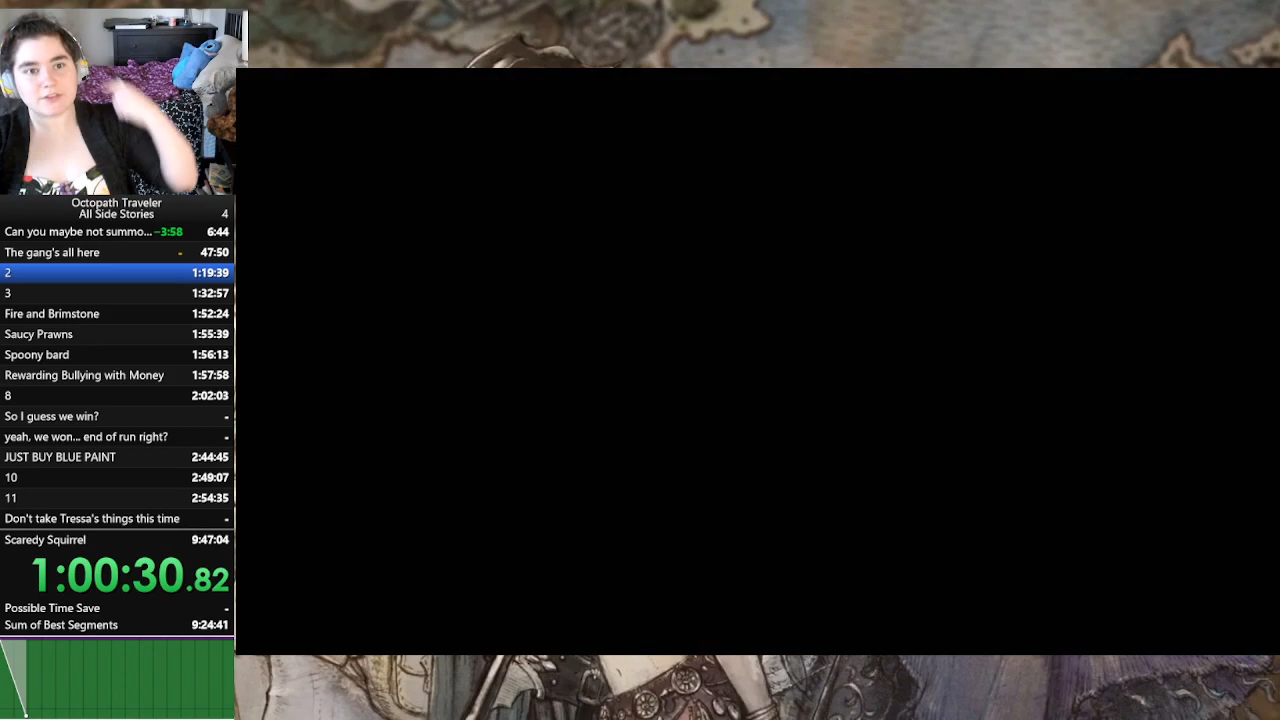 Octopath Traveler
All Side Stories 4
Can you maybe not summo... −3:58 6:44
The gang's all here - 47:50
2 1:19:39
3 1:32:57
Fire and Brimstone 1:52:24
Saucy Prawns 1:55:39
Spoony bard 1:56:13
Rewarding Bullying with Money 1:57:58
8 2:02:03
So I guess we win? -
yeah, we won... end of run right? -
JUST BUY BLUE PAINT 2:44:45
10 2:49:07
11 2:54:35
Don't take Tressa's things this time -
Scaredy Squirrel 9:47:04
1:00:30.82
Possible Time Save -
Sum of Best Segments 9:24:41